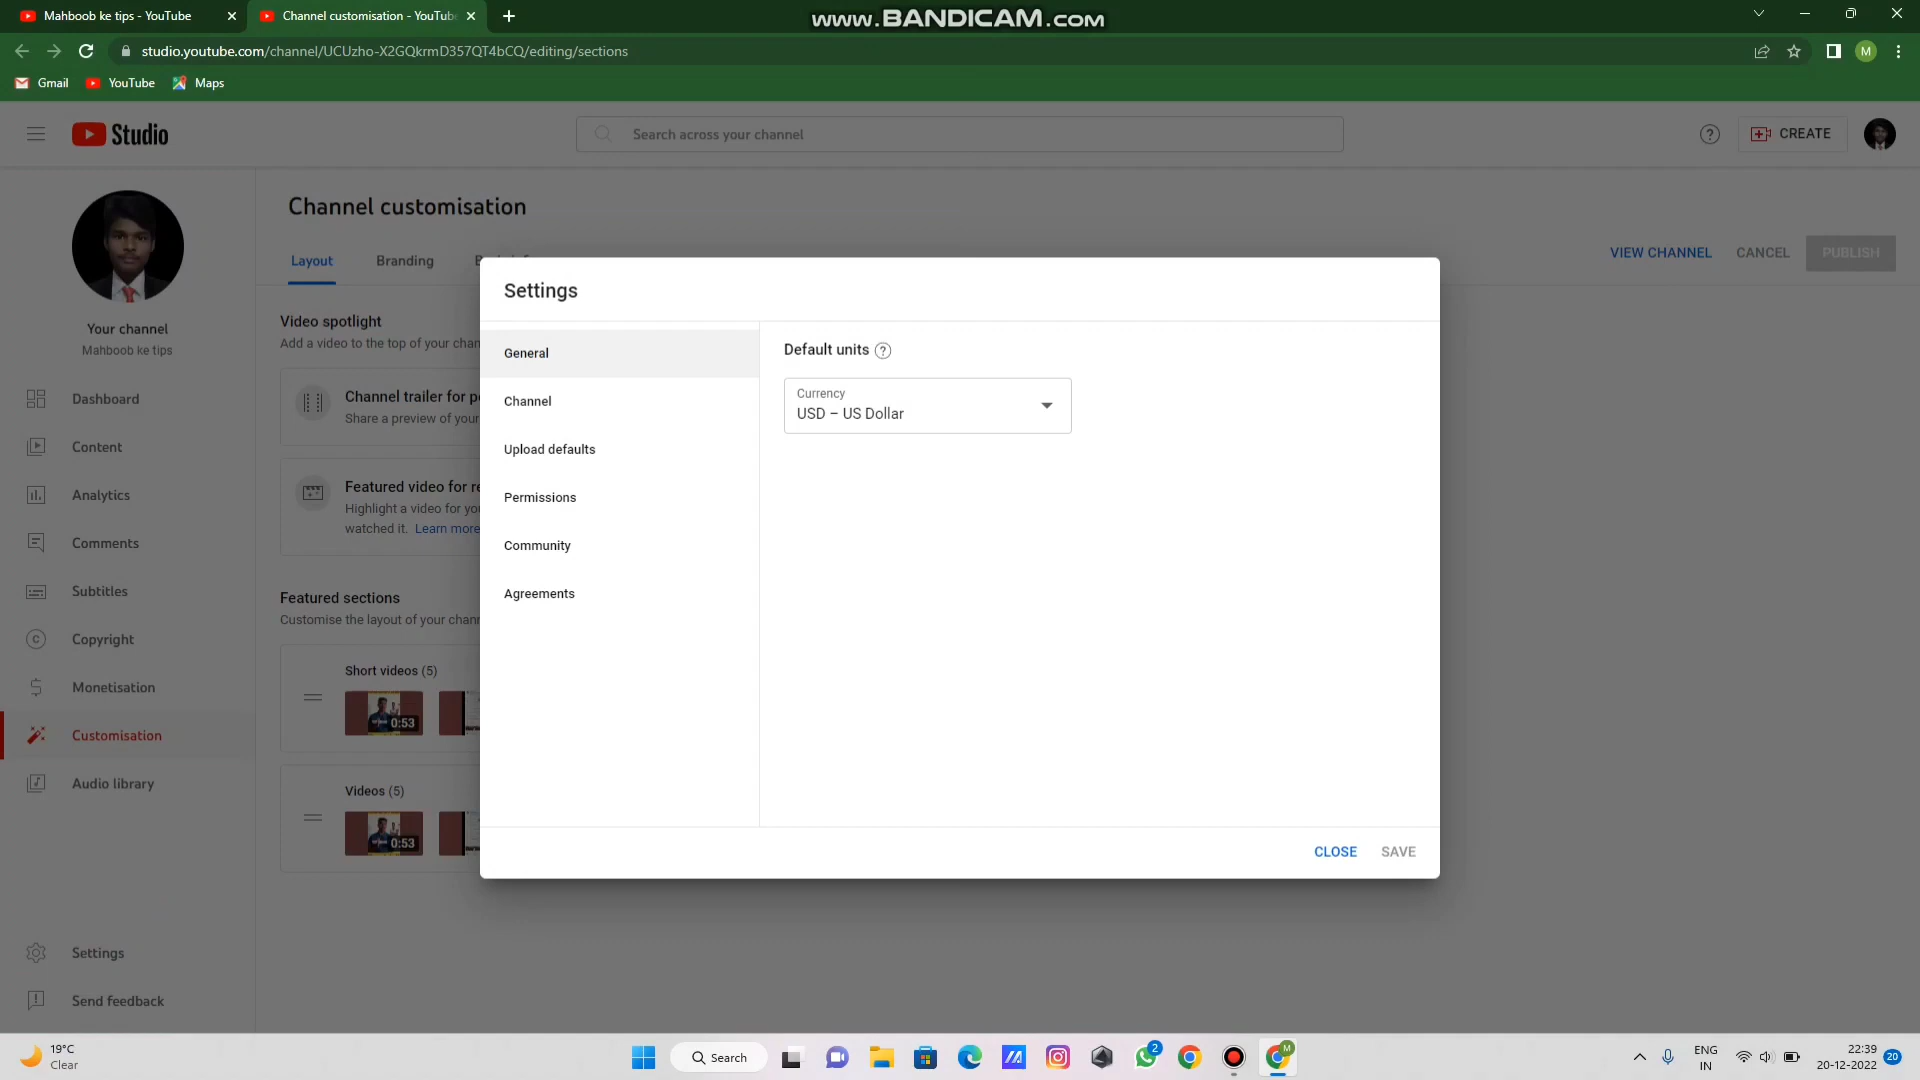 Mahboob ke tips - YouTube
Channel customisation - YouTube
www.BANDICAM.com
studio.youtube.com/channel/UCUzho-X2GQkrmD357QT4bCQ/editing/sections
M
Gmail
YouTube
Maps
Studio
Search across your channel
?
CREATE
Channel customisation
Layout
Branding
VIEW CHANNEL
CANCEL
PUBLISH
Your channel
Mahboob ke tips
Video spotlight
Add a video to the top of your chan
Channel trailer for pe
Share a preview of your
Featured video for re
Highlight a video for you
watched it. Learn more
Featured sections
Customise the layout of your chann
Short videos (5)
0:53
Videos (5)
0:53
Dashboard
Content
Analytics
Comments
Subtitles
Copyright
Monetisation
Customisation
Audio library
Settings
Send feedback
Settings
General
Channel
Upload defaults
Permissions
Community
Agreements
Default units ?
Currency
USD – US Dollar
CLOSE
SAVE
19°C
Clear
Search
2
M
ENG
IN
22:39
20-12-2022
20